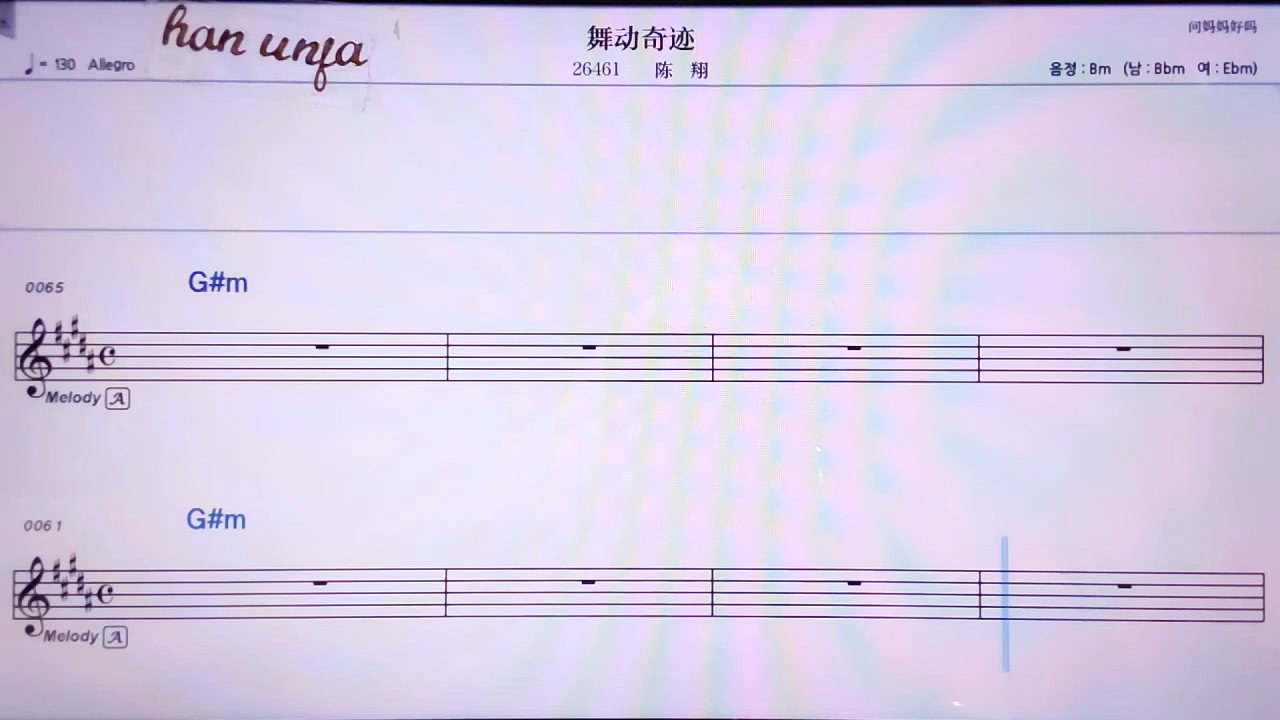 han unfa
舞动奇迹
问妈妈好吗
♩= 130 Allegro
26461 陈 翔
음정 : Bm (남 : Bbm 여 : Ebm)
0065 G#m
Melody A
0061 G#m
Melody A